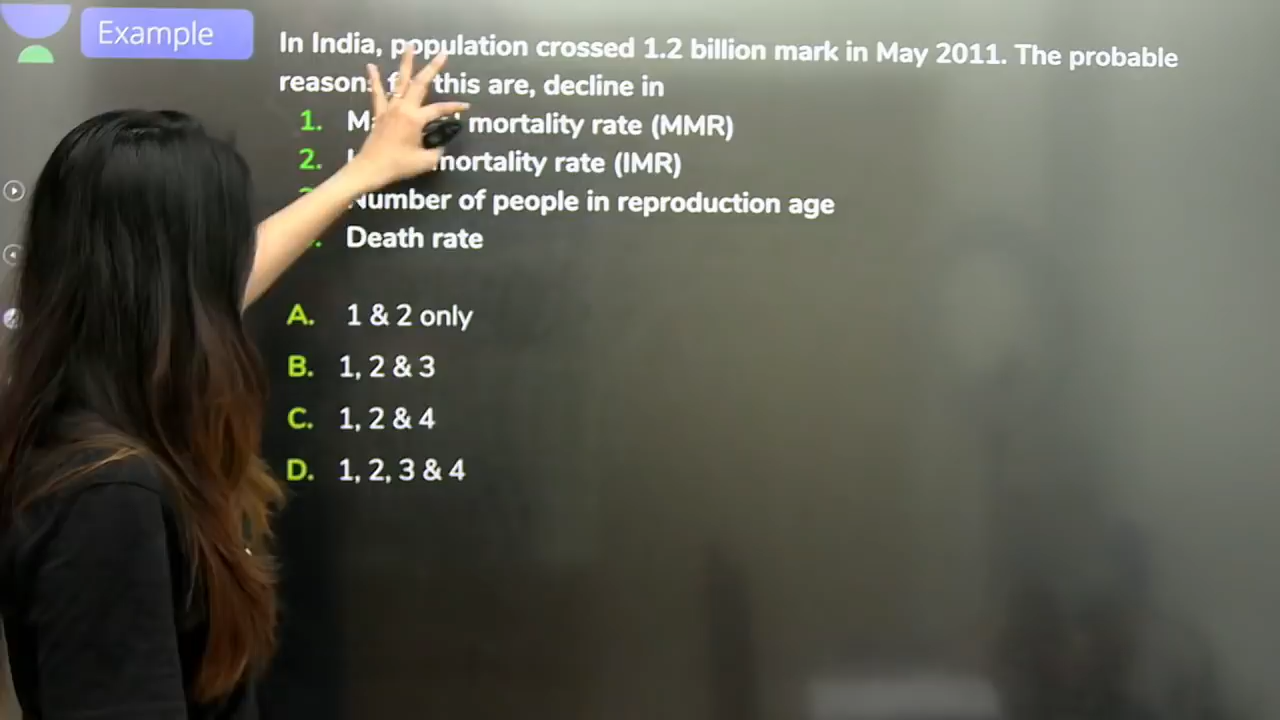 Example
In India, population crossed 1.2 billion mark in May 2011. The probable
reasons this are, decline in
1. mortality rate (MMR)
2. mortality rate (IMR)
Number of people in reproduction age
Death rate
A. 1 & 2 only
B. 1, 2 & 3
C. 1, 2 & 4
D. 1, 2, 3 & 4